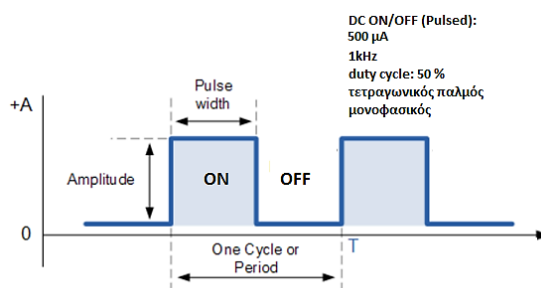 DC ON/OFF (Pulsed):
500 μA
1kHz
duty cycle: 50 %
τετραγωνικός παλμός
μονοφασικός
Pulse
width
+A
Amplitude
ON
OFF
0
One Cycle or
Period
T